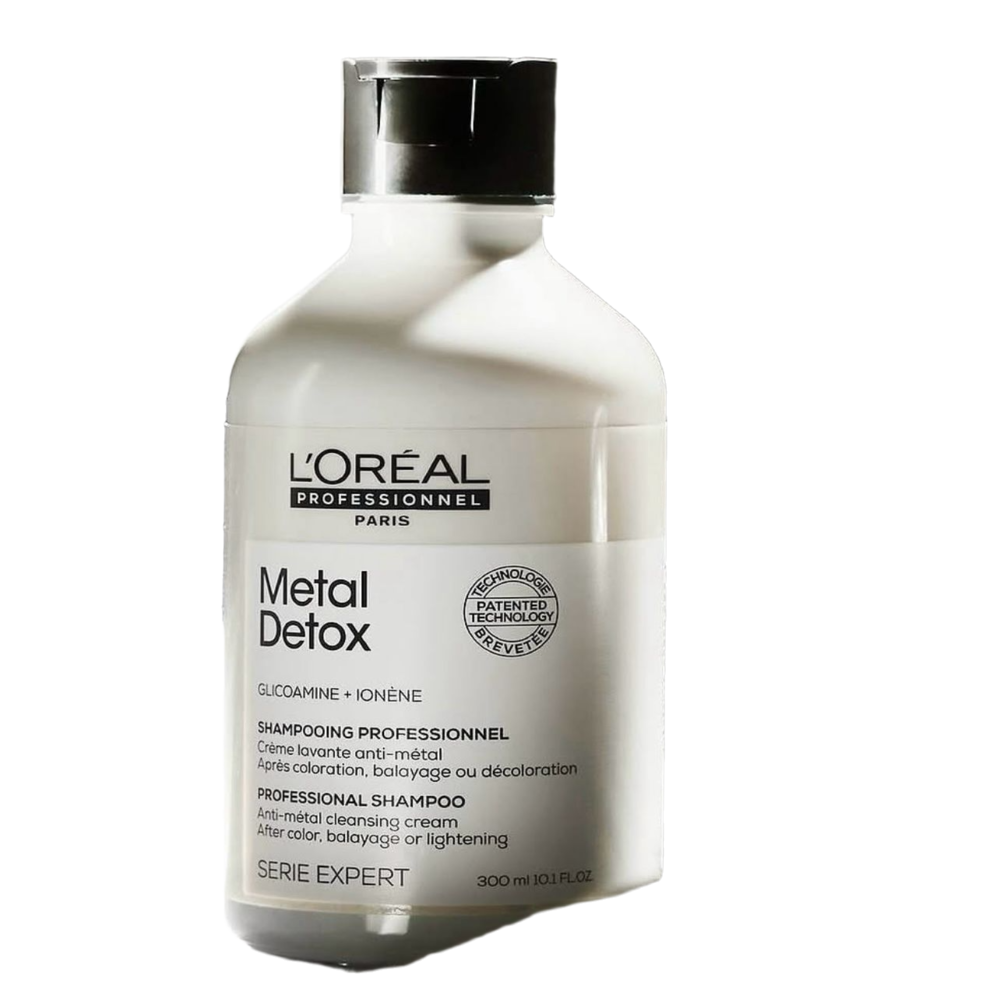 L'ORÉAL
PROFESSIONNEL
PARIS
Metal
Detox
TECHNOLOGIE
PATENTED
TECHNOLOGY
BREVETÉE
GLICOAMINE + IONÈNE
SHAMPOOING PROFESSIONNEL
Crème lavante anti-métal
Après coloration, balayage ou décoloration
PROFESSIONAL SHAMPOO
Anti-métal cleansing cream
After color, balayage or lightening
SERIE EXPERT
300 ml 10.1 FL.OZ